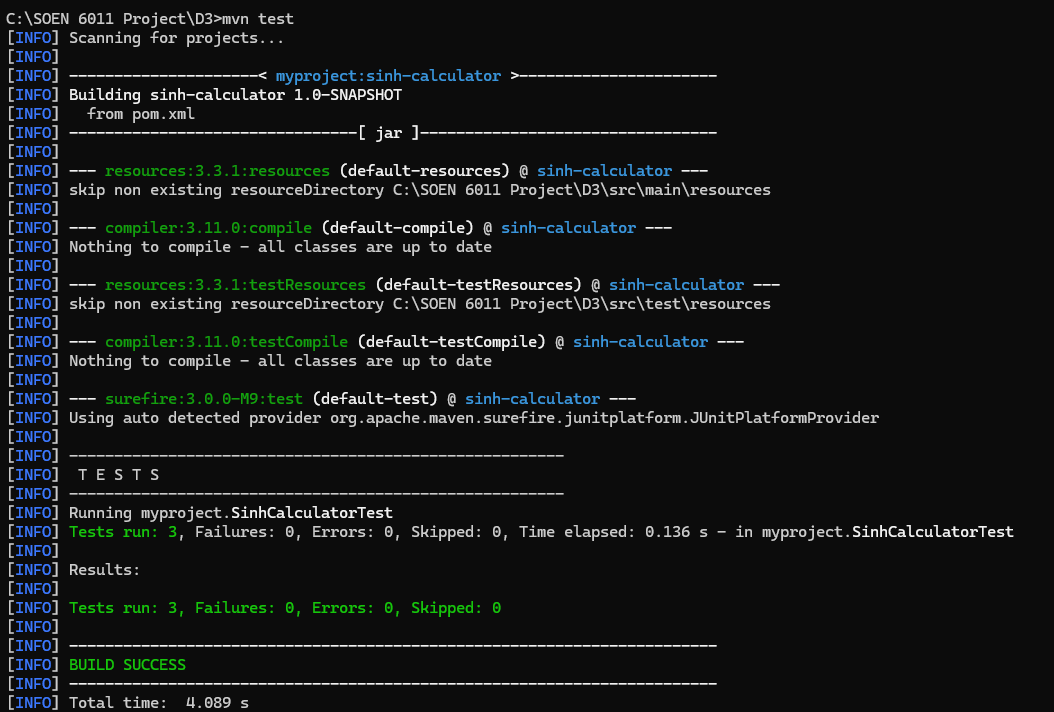 C:\SOEN 6011 Project\D3>mvn test
[INFO] Scanning for projects...
[INFO]
[INFO] ---------------------< myproject:sinh-calculator >----------------------
[INFO] Building sinh-calculator 1.0-SNAPSHOT
[INFO]   from pom.xml
[INFO] --------------------------------[ jar ]---------------------------------
[INFO]
[INFO] --- resources:3.3.1:resources (default-resources) @ sinh-calculator ---
[INFO] skip non existing resourceDirectory C:\SOEN 6011 Project\D3\src\main\resources
[INFO]
[INFO] --- compiler:3.11.0:compile (default-compile) @ sinh-calculator ---
[INFO] Nothing to compile - all classes are up to date
[INFO]
[INFO] --- resources:3.3.1:testResources (default-testResources) @ sinh-calculator ---
[INFO] skip non existing resourceDirectory C:\SOEN 6011 Project\D3\src\test\resources
[INFO]
[INFO] --- compiler:3.11.0:testCompile (default-testCompile) @ sinh-calculator ---
[INFO] Nothing to compile - all classes are up to date
[INFO]
[INFO] --- surefire:3.0.0-M9:test (default-test) @ sinh-calculator ---
[INFO] Using auto detected provider org.apache.maven.surefire.junitplatform.JUnitPlatformProvider
[INFO]
[INFO] -------------------------------------------------------
[INFO]  T E S T S
[INFO] -------------------------------------------------------
[INFO] Running myproject.SinhCalculatorTest
[INFO] Tests run: 3, Failures: 0, Errors: 0, Skipped: 0, Time elapsed: 0.136 s - in myproject.SinhCalculatorTest
[INFO]
[INFO] Results:
[INFO]
[INFO] Tests run: 3, Failures: 0, Errors: 0, Skipped: 0
[INFO]
[INFO] ------------------------------------------------------------------------
[INFO] BUILD SUCCESS
[INFO] ------------------------------------------------------------------------
[INFO] Total time:  4.089 s